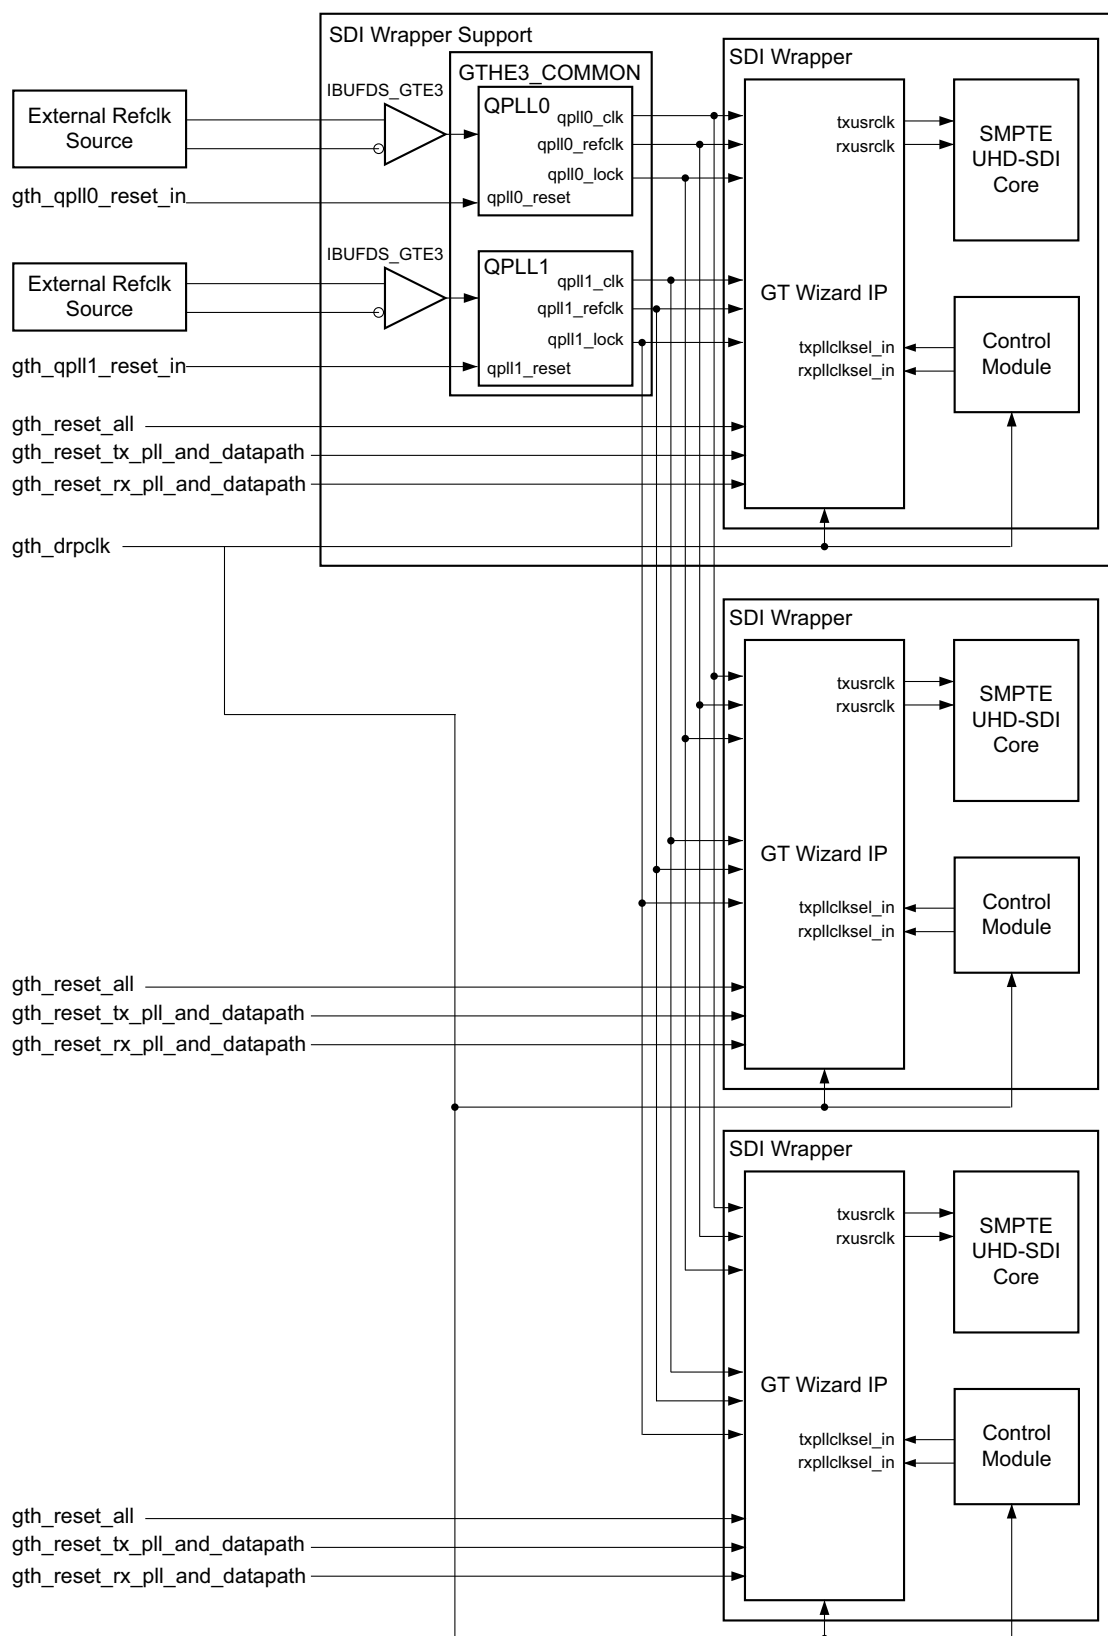 SDI Wrapper Support
SDI Wrapper
GTHE3_COMMON
IBUFDS_GTE3
QPLL0
External Refclk
Source
qpll0_clk
qpll0_refclk
qpll0_lock
qpll0_reset
gth_qpll0_reset_in
txusrclk
rxusrclk
SMPTE
UHD-SDI
Core
IBUFDS_GTE3
QPLL1
External Refclk
Source
qpll1_clk
qpll1_refclk
qpll1_lock
qpll1_reset
gth_qpll1_reset_in
GT Wizard IP
txpllclksel_in
rxpllclksel_in
Control
Module
gth_reset_all
gth_reset_tx_pll_and_datapath
gth_reset_rx_pll_and_datapath
gth_drpclk
SDI Wrapper
txusrclk
rxusrclk
SMPTE
UHD-SDI
Core
GT Wizard IP
txpllclksel_in
rxpllclksel_in
Control
Module
gth_reset_all
gth_reset_tx_pll_and_datapath
gth_reset_rx_pll_and_datapath
SDI Wrapper
txusrclk
rxusrclk
SMPTE
UHD-SDI
Core
GT Wizard IP
txpllclksel_in
rxpllclksel_in
Control
Module
gth_reset_all
gth_reset_tx_pll_and_datapath
gth_reset_rx_pll_and_datapath